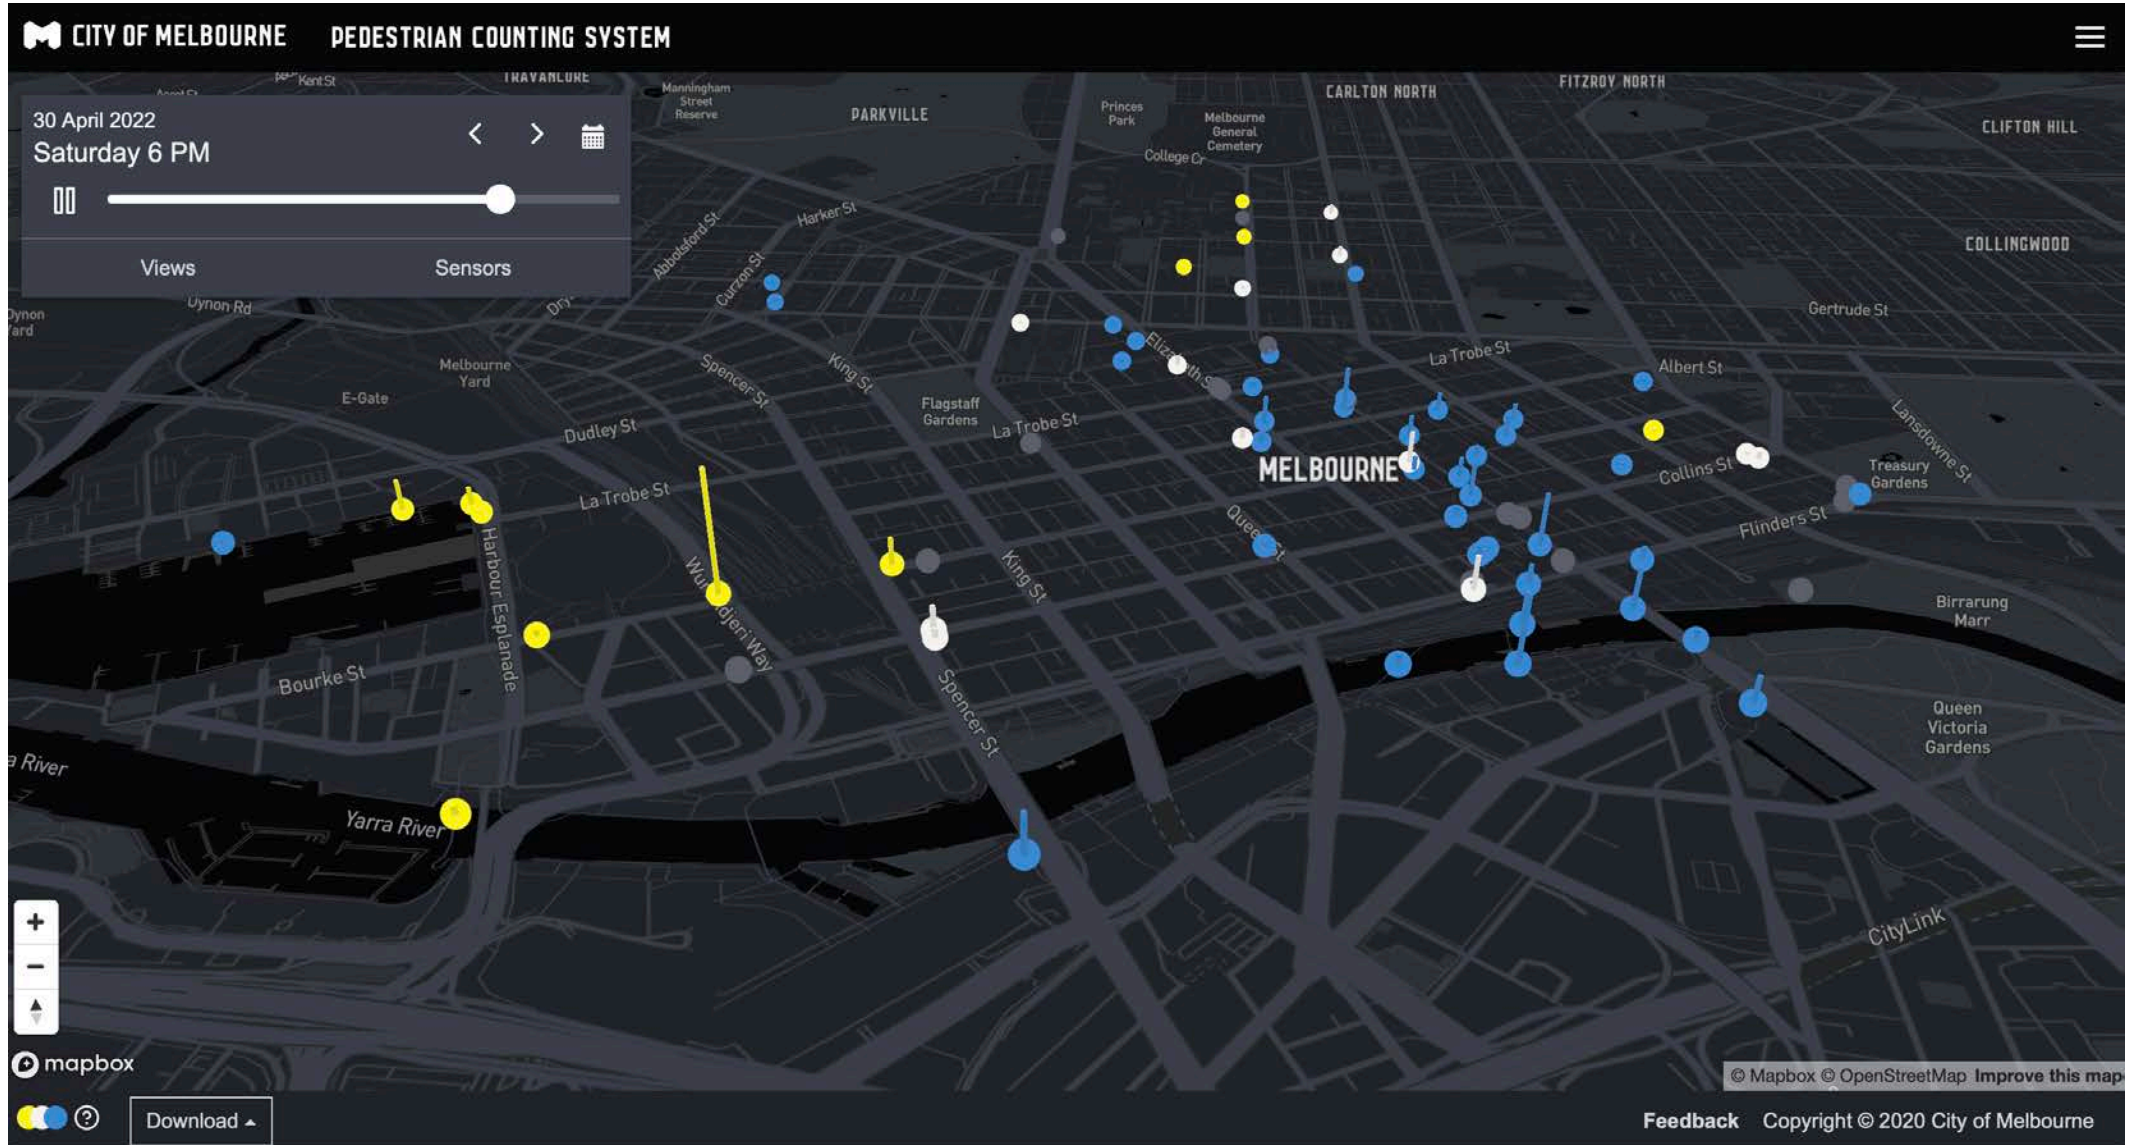 CITY OF MELBOURNE
PEDESTRIAN COUNTING SYSTEM
Kent St
TRAVANCORE
30 April 2022
Saturday 6 PM
Views
Sensors
Manningham
Street
Reserve
PARKVILLE
Princes
Park
Melbourne
General
Cemetery
College Cr
CARLTON NORTH
FITZROY NORTH
CLIFTON HILL
COLLINGWOOD
Harker St
Abbotsford St
Curzon St
Dynon Rd
Dynon
Yard
Melbourne
Yard
E-Gate
Spencer St
King St
Dudley St
Flagstaff
Gardens
La Trobe St
La Trobe St
La Trobe St
Gertrude St
Albert St
Lansdowne St
MELBOURNE
Collins St
Treasury
Gardens
Flinders St
Harbour Esplanade
King St
Bourke St
Spencer St
Birrarung
Marr
Queen
Victoria
Gardens
a River
Yarra River
CityLink
+
−
mapbox
© Mapbox © OpenStreetMap Improve this map
?
Download
Feedback
Copyright © 2020 City of Melbourne